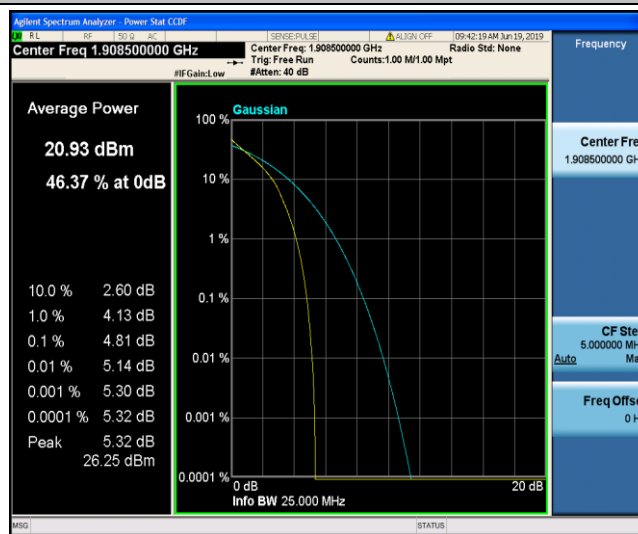 Agilent Spectrum Analyzer - Power Stat CCDF
RL RF 50 Ω AC SENSE:PULSE ALIGN OFF 09:42:19 AM Jun 19, 2019
Center Freq 1.908500000 GHz
Center Freq: 1.908500000 GHz Radio Std: None
Trig: Free Run Counts:1.00 M/1.00 Mpt
#IFGain:Low #Atten: 40 dB
Frequency
Average Power
20.93 dBm
46.37 % at 0dB
10.0 % 2.60 dB
1.0 % 4.13 dB
0.1 % 4.81 dB
0.01 % 5.14 dB
0.001 % 5.30 dB
0.0001 % 5.32 dB
Peak 5.32 dB
26.25 dBm
Gaussian
100 %
10 %
1 %
0.1 %
0.01 %
0.001 %
0.0001 %
0 dB 20 dB
Info BW 25.000 MHz
Center Fre
1.908500000 GH
CF Ste
5.000000 MH
Auto Ma
Freq Offse
0 H
MSG STATUS